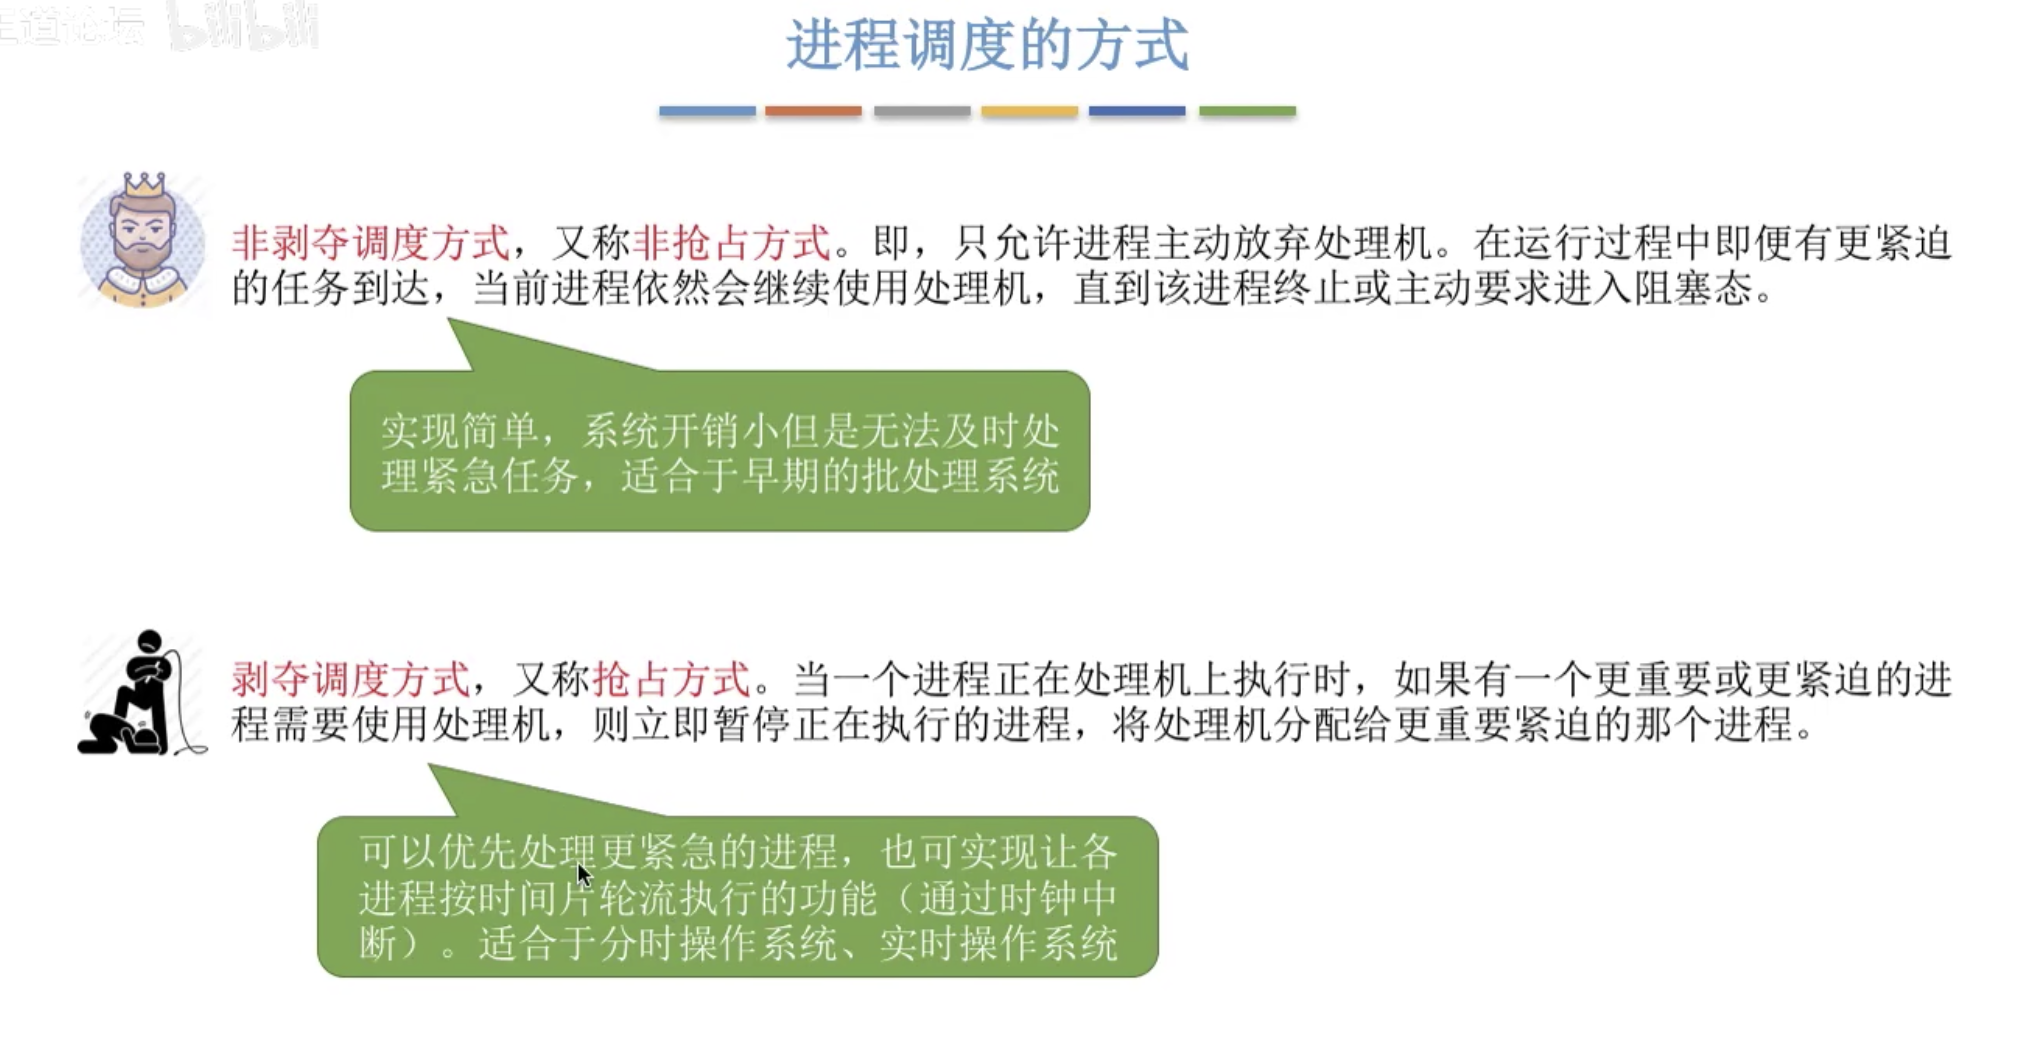 王道论坛 bilibili
进程调度的方式
非剥夺调度方式，又称非抢占方式。即，只允许进程主动放弃处理机。在运行过程中即便有更紧迫
的任务到达，当前进程依然会继续使用处理机，直到该进程终止或主动要求进入阻塞态。
实现简单，系统开销小但是无法及时处
理紧急任务，适合于早期的批处理系统
剥夺调度方式，又称抢占方式。当一个进程正在处理机上执行时，如果有一个更重要或更紧迫的进
程需要使用处理机，则立即暂停正在执行的进程，将处理机分配给更重要紧迫的那个进程。
可以优先处理更紧急的进程，也可实现让各
进程按时间片轮流执行的功能（通过时钟中
断）。适合于分时操作系统、实时操作系统